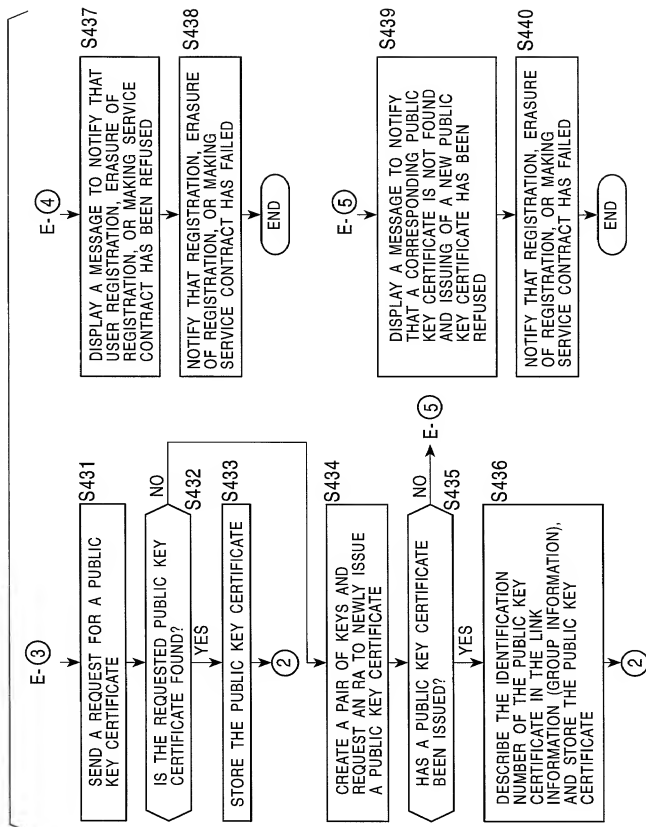 E-③
S431
SEND A REQUEST FOR A PUBLIC
KEY CERTIFICATE
S432
IS THE REQUESTED PUBLIC KEY
CERTIFICATE FOUND?
NO
YES
S433
STORE THE PUBLIC KEY CERTIFICATE
②
S434
CREATE A PAIR OF KEYS AND
REQUEST AN RA TO NEWLY ISSUE
A PUBLIC KEY CERTIFICATE
S435
HAS A PUBLIC KEY CERTIFICATE
BEEN ISSUED?
NO
E-⑤
YES
S436
DESCRIBE THE IDENTIFICATION
NUMBER OF THE PUBLIC KEY
CERTIFICATE IN THE LINK
INFORMATION (GROUP INFORMATION),
AND STORE THE PUBLIC KEY
CERTIFICATE
②
E-④
S437
DISPLAY A MESSAGE TO NOTIFY THAT
USER REGISTRATION, ERASURE OF
REGISTRATION, OR MAKING SERVICE
CONTRACT HAS BEEN REFUSED
S438
NOTIFY THAT REGISTRATION, ERASURE
OF REGISTRATION, OR MAKING
SERVICE CONTRACT HAS FAILED
END
E-⑤
S439
DISPLAY A MESSAGE TO NOTIFY
THAT A CORRESPONDING PUBLIC
KEY CERTIFICATE IS NOT FOUND
AND ISSUING OF A NEW PUBLIC
KEY CERTIFICATE HAS BEEN
REFUSED
S440
NOTIFY THAT REGISTRATION, ERASURE
OF REGISTRATION, OR MAKING
SERVICE CONTRACT HAS FAILED
END